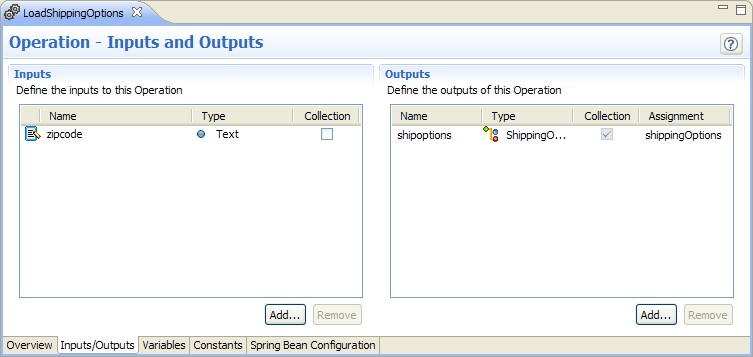 LoadShippingOptions
Operation - Inputs and Outputs
Inputs
Define the inputs to this Operation
Name Type Collection
zipcode Text
Add... Remove
Outputs
Define the outputs of this Operation
Name Type Collection Assignment
shipoptions ShippingO... shippingOptions
Add... Remove
Overview Inputs/Outputs Variables Constants Spring Bean Configuration